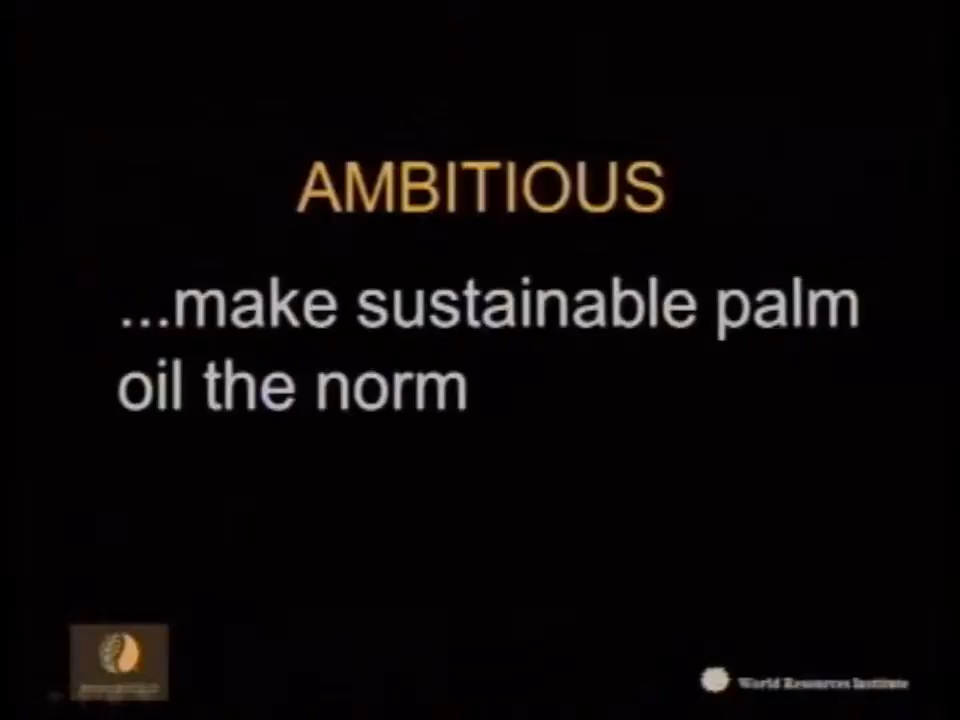 AMBITIOUS
...make sustainable palm
oil the norm
World Resources Institute